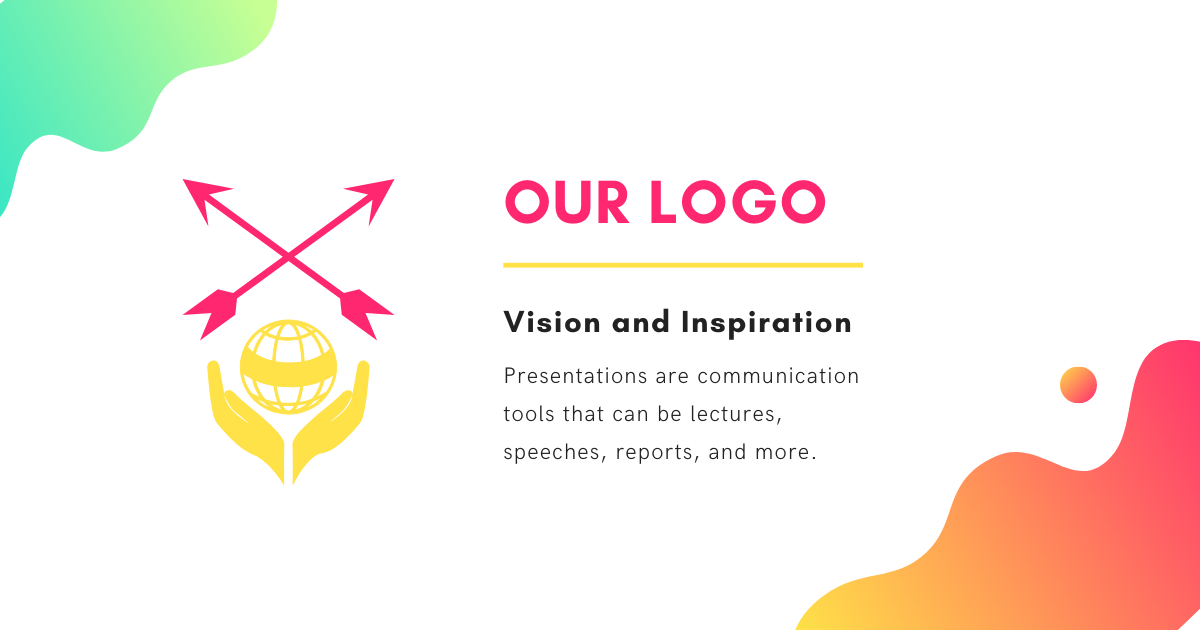 OUR LOGO
Vision and Inspiration
Presentations are communication
tools that can be lectures,
speeches, reports, and more.